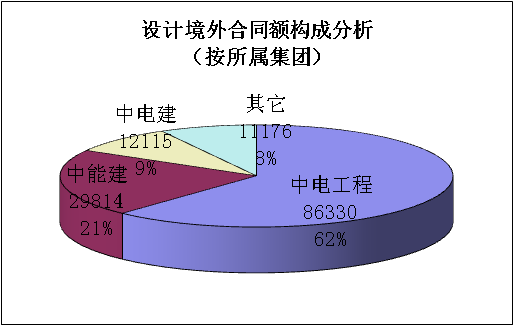 设计境外合同额构成分析
（按所属集团）
其它
11176
8%
中电建
12115
9%
中能建
29814
21%
中电工程
86330
62%